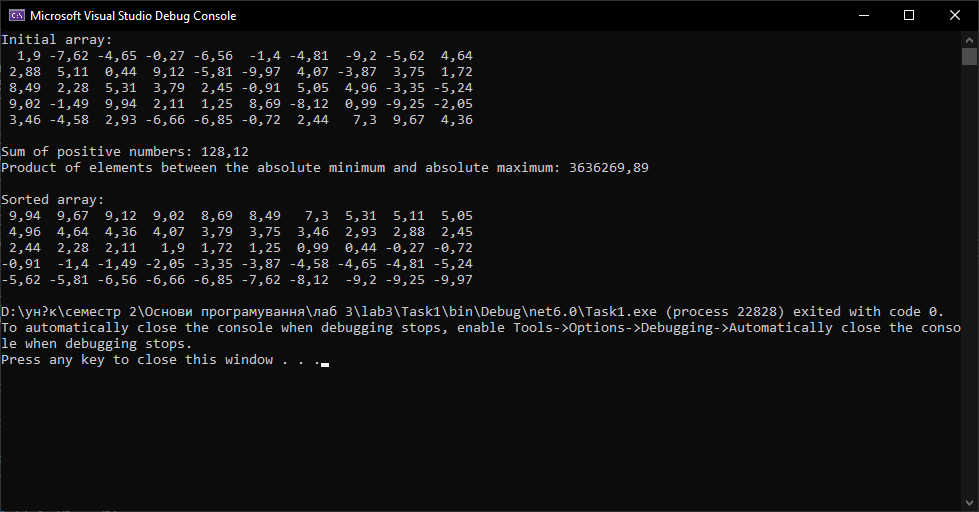 Microsoft Visual Studio Debug Console
Initial array:
  1,9 -7,62 -4,65 -0,27 -6,56  -1,4 -4,81  -9,2 -5,62  4,64
 2,88  5,11  0,44  9,12 -5,81 -9,97  4,07 -3,87  3,75  1,72
 8,49  2,28  5,31  3,79  2,45 -0,91  5,05  4,96 -3,35 -5,24
 9,02 -1,49  9,94  2,11  1,25  8,69 -8,12  0,99 -9,25 -2,05
 3,46 -4,58  2,93 -6,66 -6,85 -0,72  2,44   7,3  9,67  4,36
Sum of positive numbers: 128,12
Product of elements between the absolute minimum and absolute maximum: 3636269,89
Sorted array:
 9,94  9,67  9,12  9,02  8,69  8,49   7,3  5,31  5,11  5,05
 4,96  4,64  4,36  4,07  3,79  3,75  3,46  2,93  2,88  2,45
 2,44  2,28  2,11   1,9  1,72  1,25  0,99  0,44 -0,27 -0,72
-0,91  -1,4 -1,49 -2,05 -3,35 -3,87 -4,58 -4,65 -4,81 -5,24
-5,62 -5,81 -6,56 -6,66 -6,85 -7,62 -8,12  -9,2 -9,25 -9,97
D:\ун?к\семестр 2\Основи програмування\лаб 3\lab3\Task1\bin\Debug\net6.0\Task1.exe (process 22828) exited with code 0.
To automatically close the console when debugging stops, enable Tools->Options->Debugging->Automatically close the conso
le when debugging stops.
Press any key to close this window . . .